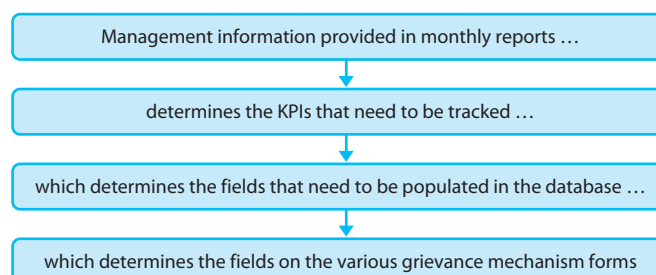 Management information provided in monthly reports …
determines the KPIs that need to be tracked …
which determines the fields that need to be populated in the database …
which determines the fields on the various grievance mechanism forms